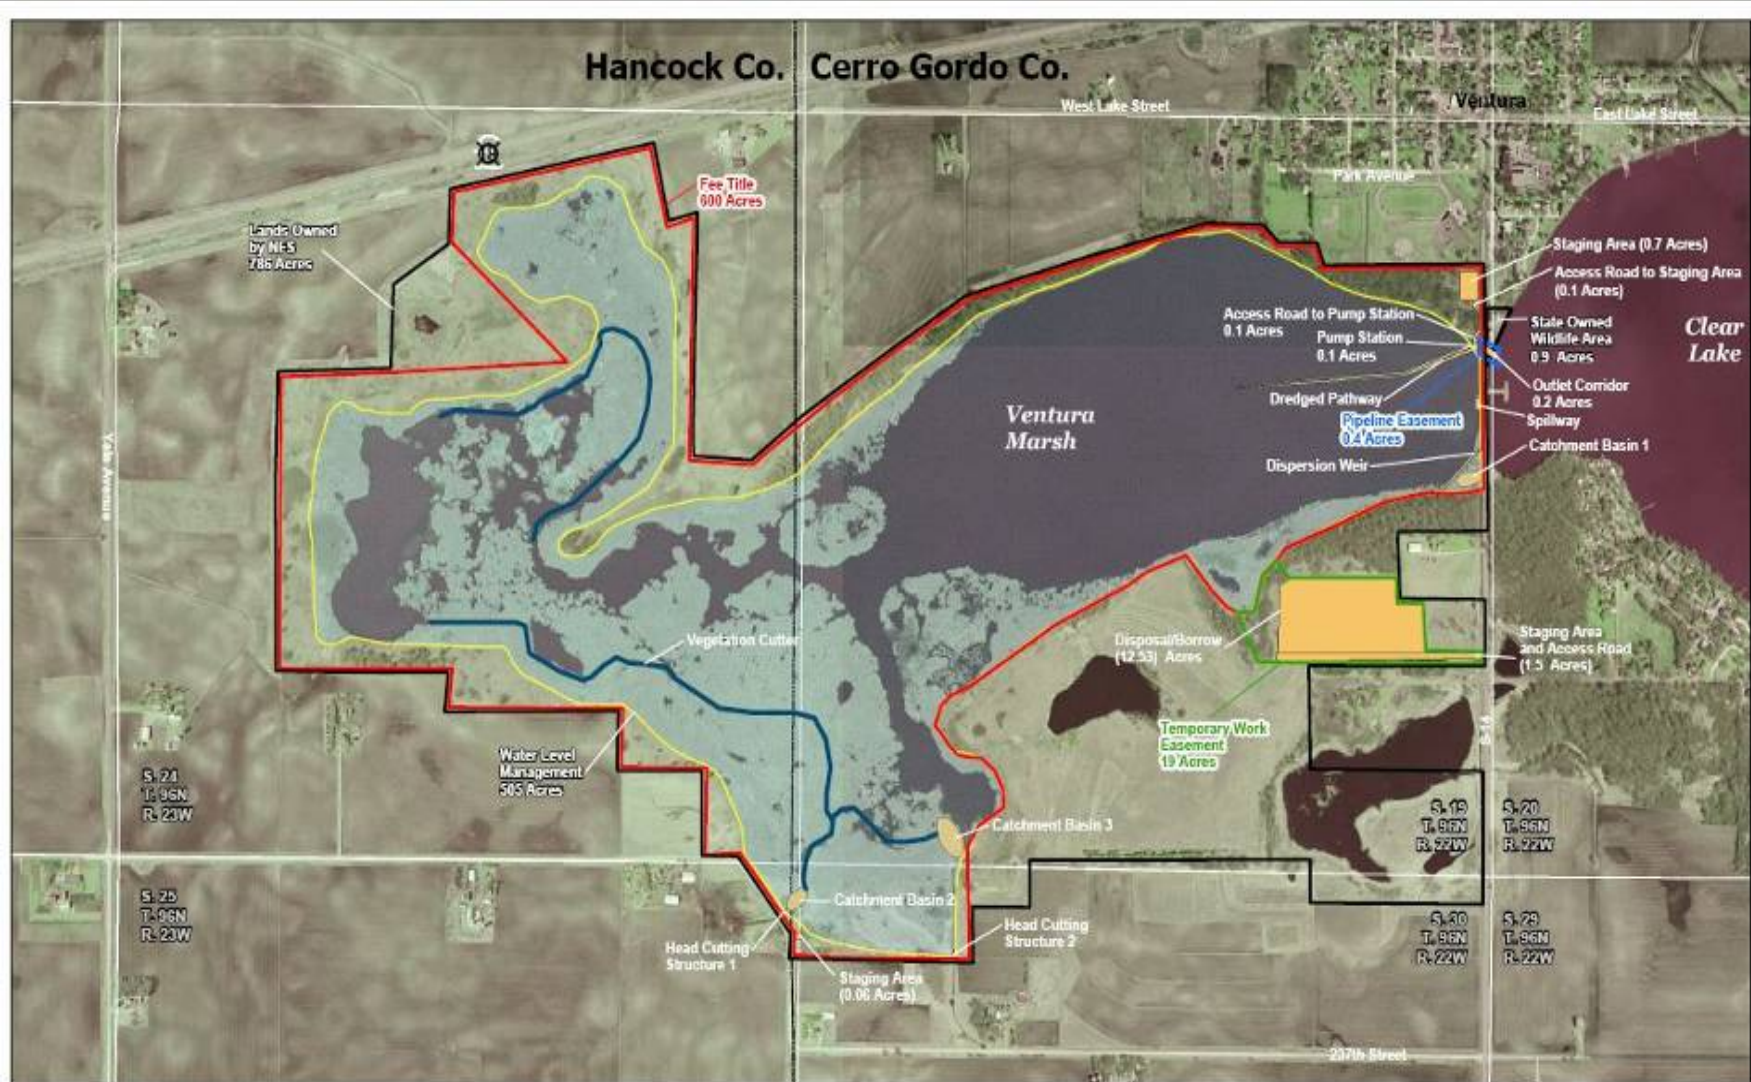 Hancock Co.
Cerro Gordo Co.
West Lake Street
Ventura
East Lake Street
Park Avenue
Fee Title
600 Acres
Lands Owned
by NFS
786 Acres
Staging Area (0.7 Acres)
Access Road to Staging Area
(0.1 Acres)
Access Road to Pump Station
0.1 Acres
Pump Station
0.1 Acres
State Owned
Wildlife Area
0.9 Acres
Clear
Lake
Outlet Corridor
0.2 Acres
Dredged Pathway
Spillway
Pipeline Easement
0.4 Acres
Ventura
Marsh
Catchment Basin 1
Dispersion Weir
Yale Avenue
Vegetation Cutter
Disposal/Borrow
(12.53) Acres
Staging Area
and Access Road
(1.5 Acres)
Temporary Work
Easement
19 Acres
S-14
Water Level
Management
505 Acres
S. 24
T. 96N
R. 23W
S. 19
T. 96N
R. 22W
S. 20
T. 96N
R. 22W
Catchment Basin 3
S. 25
T. 96N
R. 23W
Catchment Basin 2
Head Cutting
Structure 1
Head Cutting
Structure 2
S. 30
T. 96N
R. 22W
S. 29
T. 96N
R. 22W
Staging Area
(0.06 Acres)
237th Street